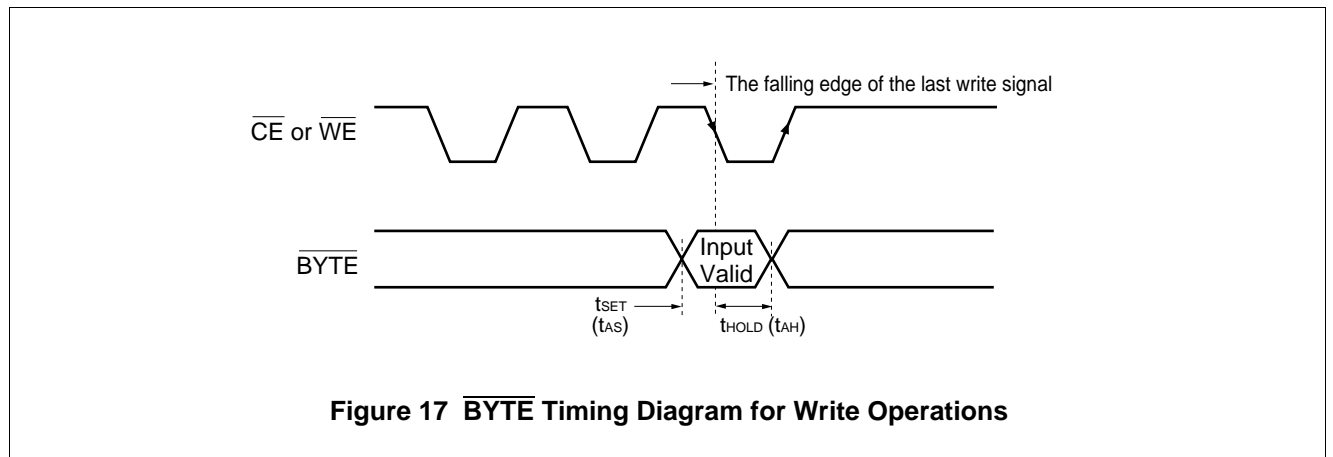 The falling edge of the last write signal
CE or WE
BYTE
Input
Valid
tSET
(tAS)
tHOLD (tAH)
Figure 17 BYTE Timing Diagram for Write Operations